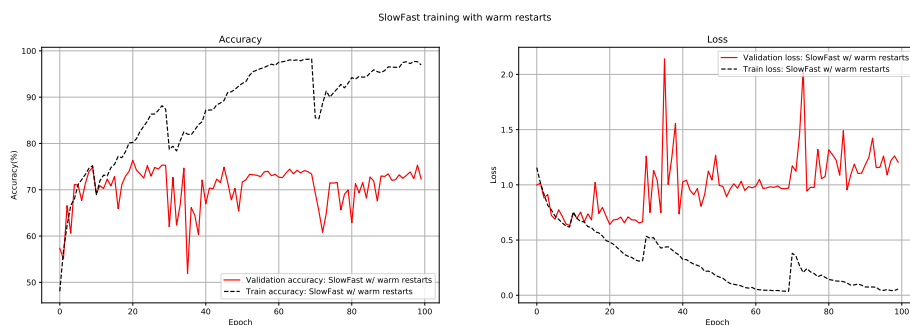 SlowFast training with warm restarts
Accuracy
100
90
80
70
60
50
Accuracy(%)
0
20
40
60
80
100
Epoch
Validation accuracy: SlowFast w/ warm restarts
Train accuracy: SlowFast w/ warm restarts
Loss
2.0
1.5
1.0
0.5
0.0
Loss
0
20
40
60
80
100
Epoch
Validation loss: SlowFast w/ warm restarts
Train loss: SlowFast w/ warm restarts